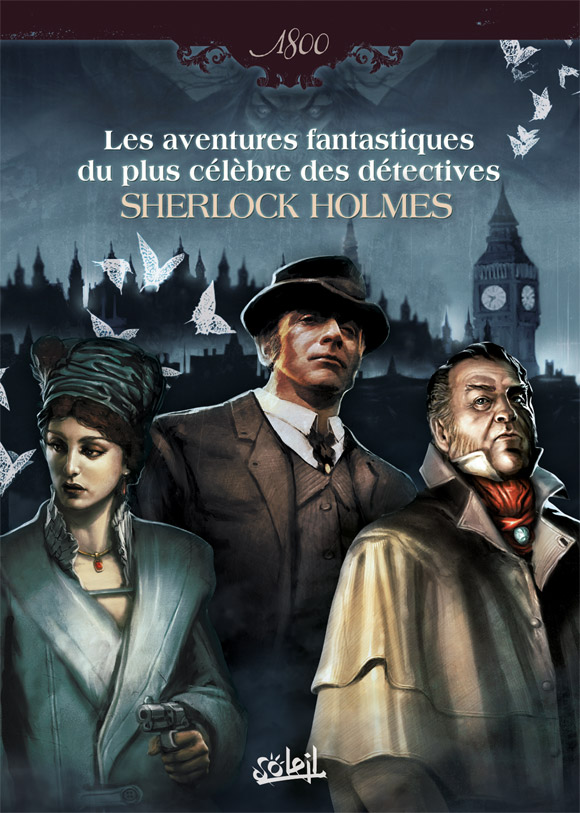 1800
Les aventures fantastiques
du plus célèbre des détectives
SHERLOCK HOLMES
soleil